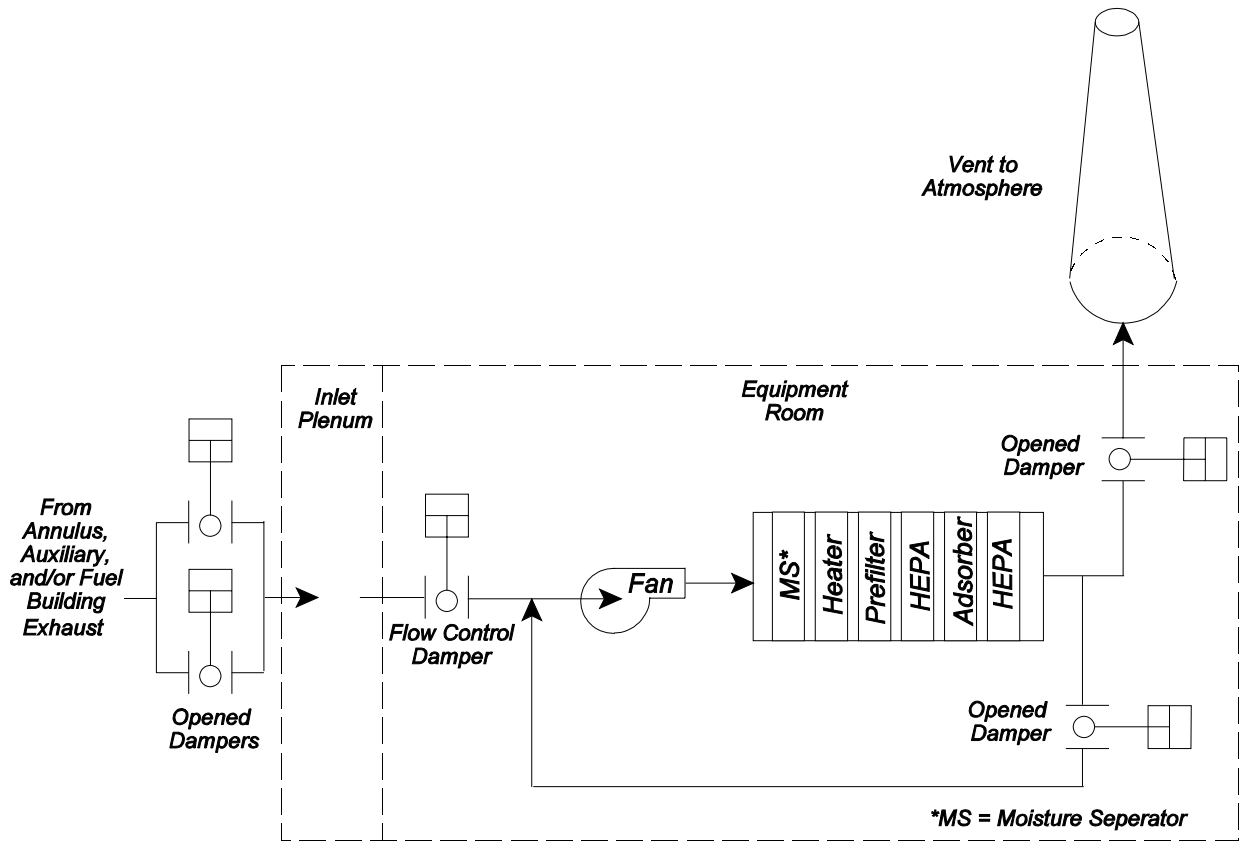 Vent to
Atmosphere
Inlet
Plenum
Equipment
Room
Opened
Damper
From
Annulus,
Auxiliary,
and/or Fuel
Building
Exhaust
Fan
MS*
Heater
Prefilter
HEPA
Adsorber
HEPA
Flow Control
Damper
Opened
Dampers
Opened
Damper
*MS = Moisture Seperator